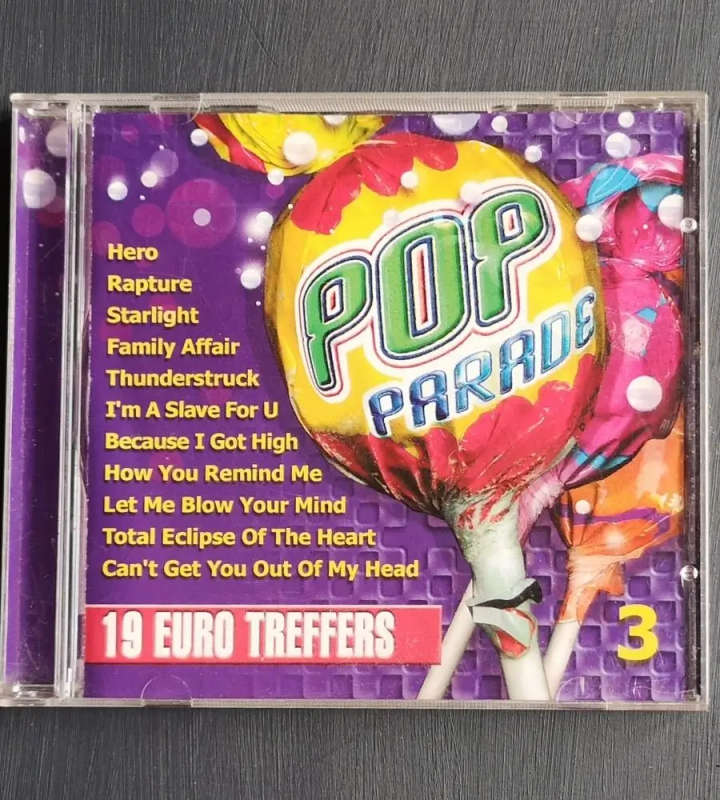 POP
PARADE
Hero
Rapture
Starlight
Family Affair
Thunderstruck
I'm A Slave For U
Because I Got High
How You Remind Me
Let Me Blow Your Mind
Total Eclipse Of The Heart
Can't Get You Out Of My Head
19 EURO TREFFERS
3